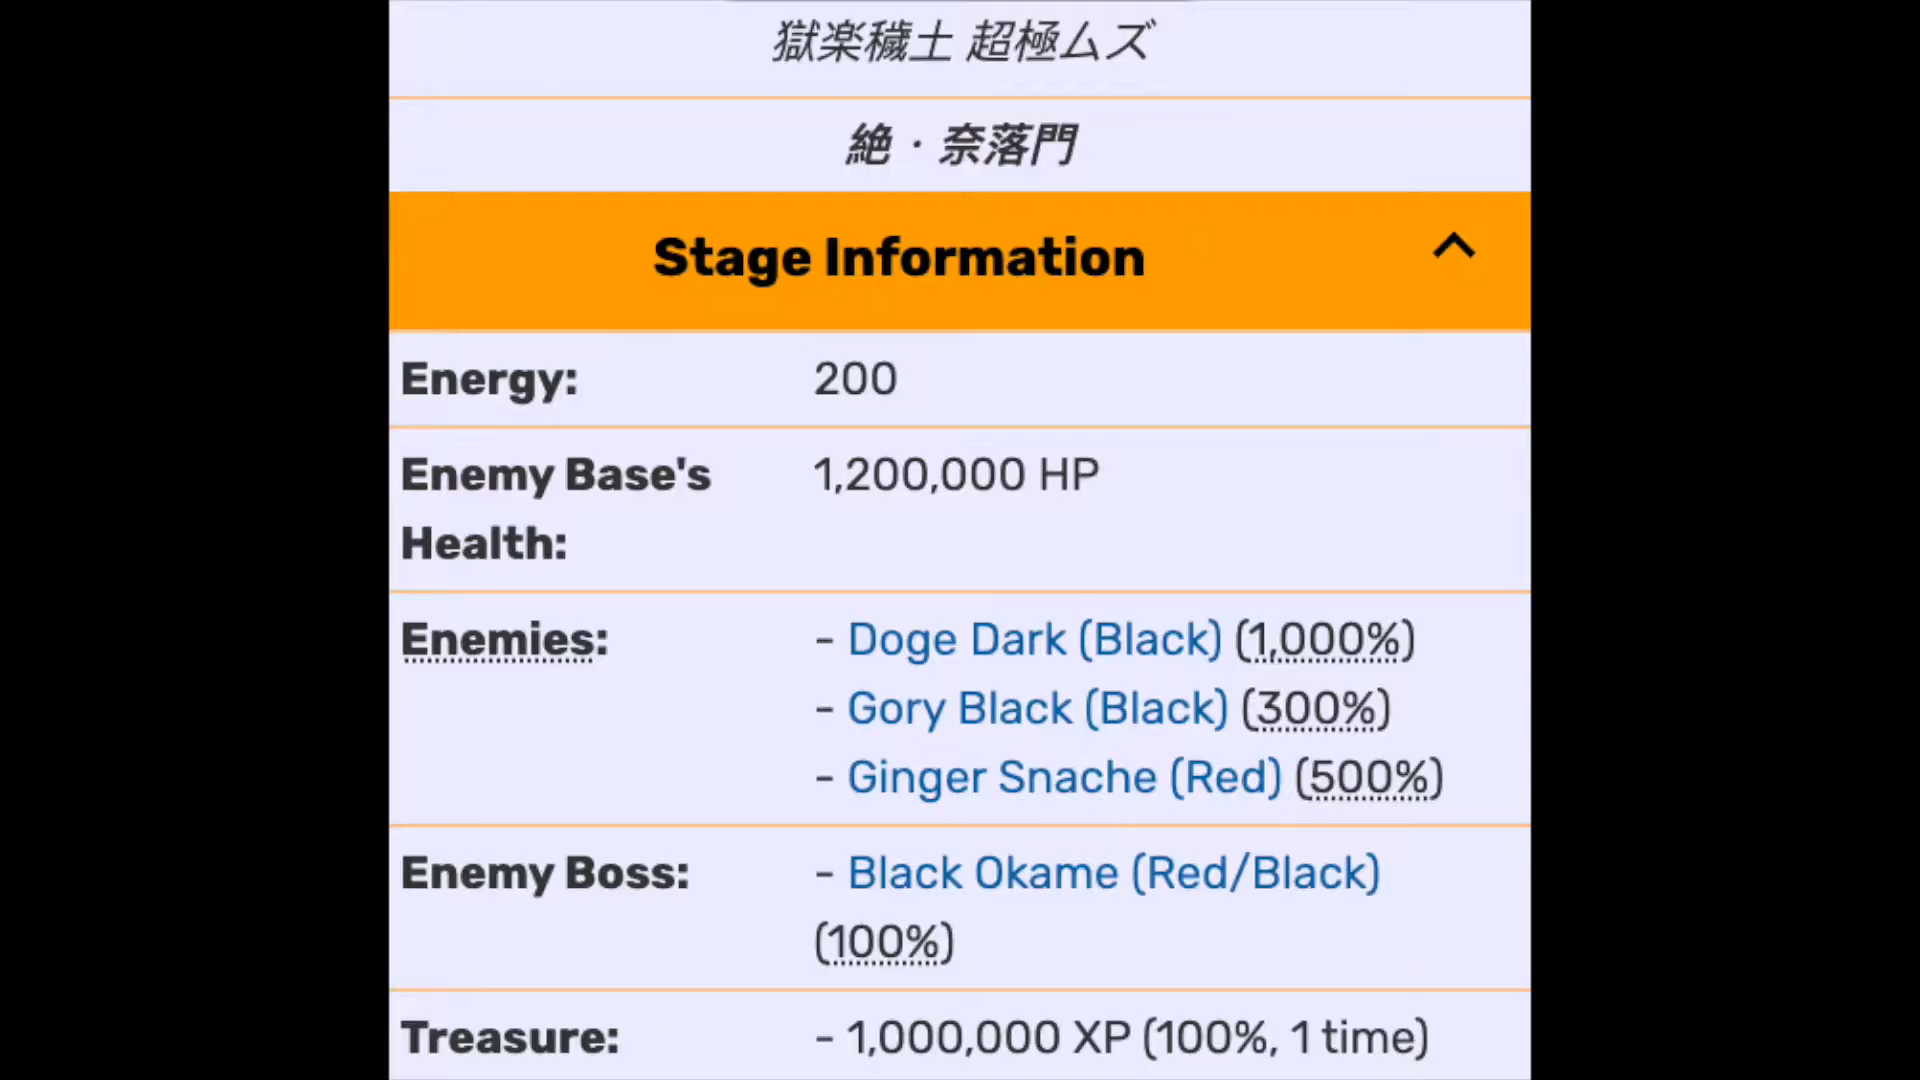 獄楽穢土 超極ムズ
絶・奈落門
Stage Information
Energy: 200
Enemy Base's 1,200,000 HP
Health:
Enemies: - Doge Dark (Black) (1,000%)
- Gory Black (Black) (300%)
- Ginger Snache (Red) (500%)
Enemy Boss: - Black Okame (Red/Black)
(100%)
Treasure: - 1,000,000 XP (100%, 1 time)